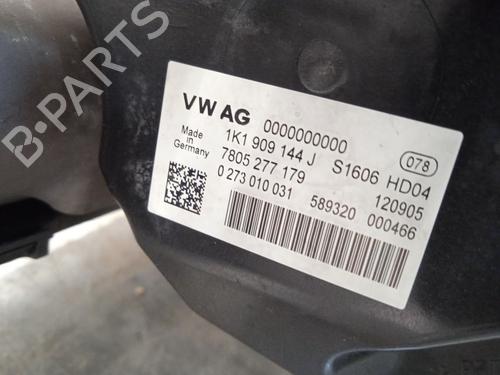 VW AG 0000000000 078
Made in Germany 1K1 909 144 J S1606 HD04
7805 277 179 120905
0 273 010 031 589320 000466
B-PARTS